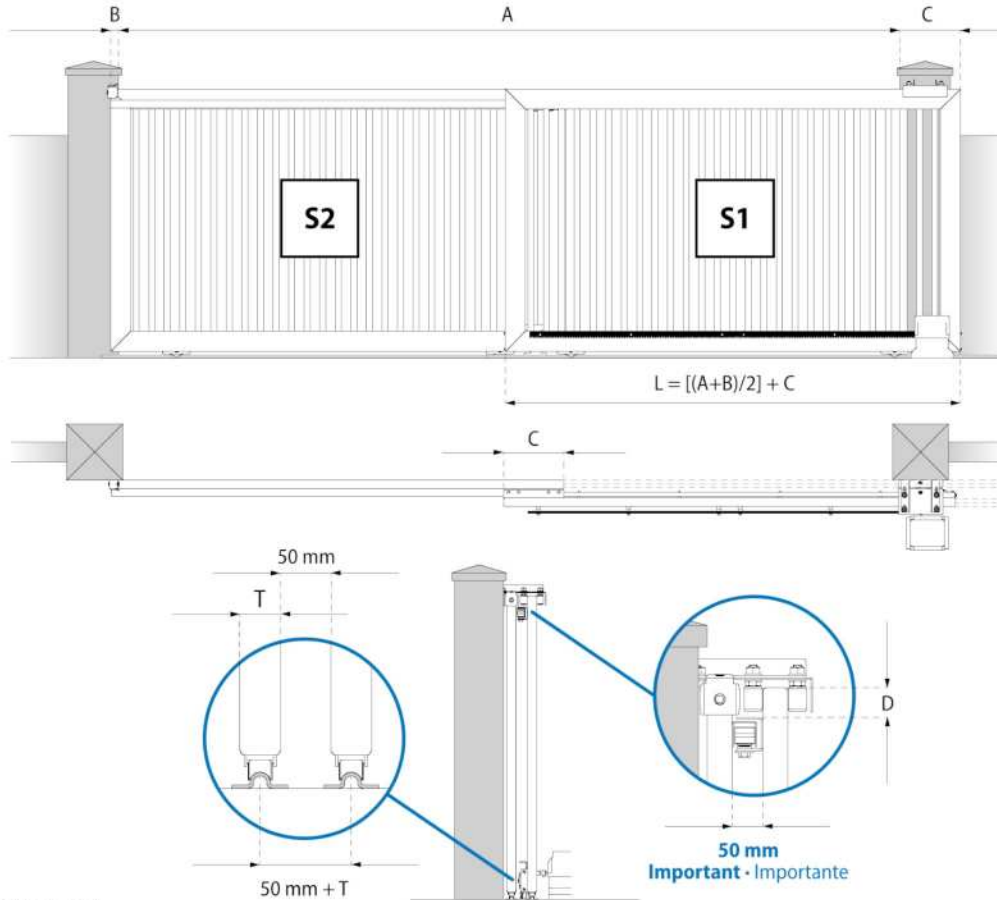 B A C
S2 S1
L = [(A+B)/2] + C
C
50 mm
T
D
50 mm + T
50 mm
Important · Importante